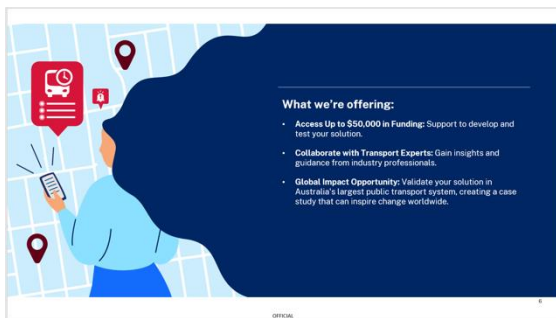 What we're offering:
• Access Up to $50,000 in Funding: Support to develop and
test your solution.
• Collaborate with Transport Experts: Gain insights and
guidance from industry professionals.
• Global Impact Opportunity: Validate your solution in
Australia's largest public transport system, creating a case
study that can inspire change worldwide.
6
OFFICIAL